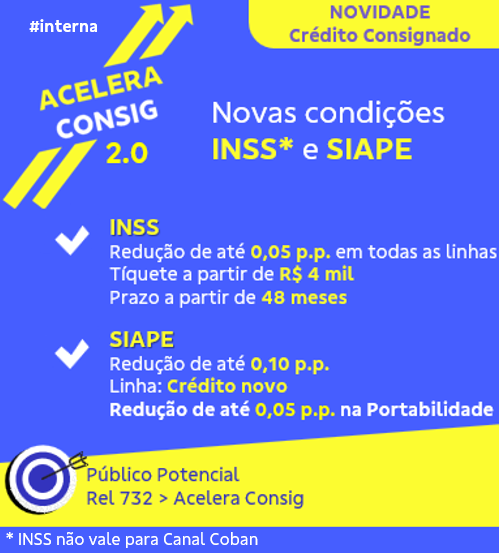 #interna
NOVIDADE
Crédito Consignado
ACELERA
CONSIG
2.0
Novas condições
INSS* e SIAPE
INSS
Redução de até 0,05 p.p. em todas as linhas
Tíquete a partir de R$ 4 mil
Prazo a partir de 48 meses
SIAPE
Redução de até 0,10 p.p.
Linha: Crédito novo
Redução de até 0,05 p.p. na Portabilidade
Público Potencial
Rel 732 > Acelera Consig
* INSS não vale para Canal Coban